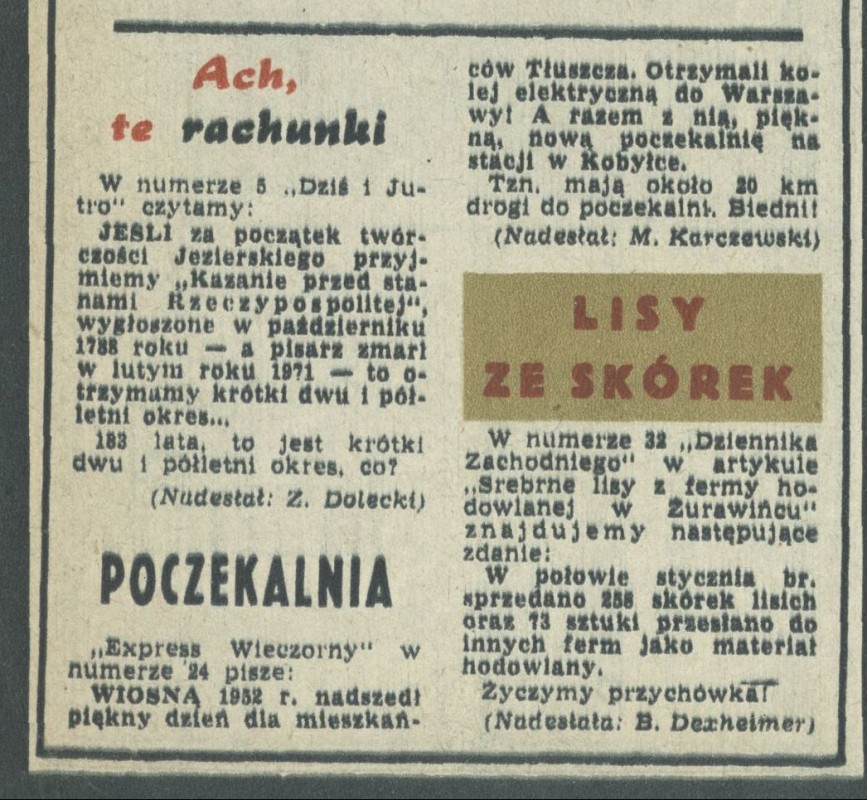 Ach,
te rachunki
W numerze 5 „Dziś i Ju-
tro" czytamy:
JEŚLI za początek twór-
czości Jezierskiego przyj-
miemy „Kazanie przed sta-
nami Rzeczypospolitej",
wygłoszone w październiku
1788 roku — a pisarz zmarł
w lutym roku 1971 — to o-
trzymamy krótki dwu i pół-
letni okres...
183 lata, to jest krótki
dwu i półletni okres, co?
(Nadesłał: Z. Dolecki)
POCZEKALNIA
„Express Wieczorny" w
numerze 24 pisze:
WIOSNĄ 1952 r. nadszedł
piękny dzień dla mieszkań-
ców Tłuszcza. Otrzymali ko-
lej elektryczną do Warsza-
wy! A razem z nią, pięk-
ną, nową poczekalnię na
stacji w Kobyłce.
Tzn. mają około 20 km
drogi do poczekalni. Biedni!
(Nadesłał: M. Karczewski)
LISY
ZE SKÓREK
W numerze 32 „Dziennika
Zachodniego" w artykule
„Srebrne lisy z fermy ho-
dowlanej w Żurawińcu"
znajdujemy następujące
zdanie:
W połowie stycznia br.
sprzedano 258 skórek lisich
oraz 73 sztuki przesłano do
innych ferm jako materiał
hodowlany.
Życzymy przychówka!
(Nadesłała: B. Dexheimer)